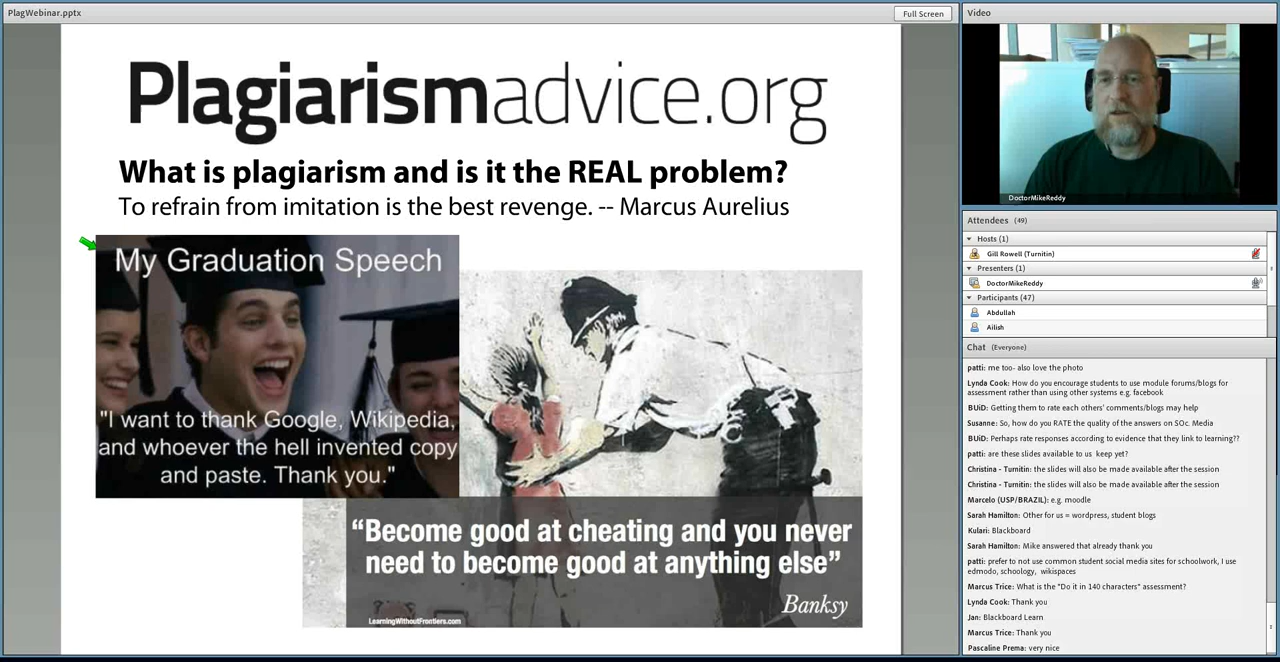 PlagWebinar.pptx
Full Screen
Plagiarismadvice.org
What is plagiarism and is it the REAL problem?
To refrain from imitation is the best revenge. -- Marcus Aurelius
My Graduation Speech
"I want to thank Google, Wikipedia,
and whoever the hell invented copy
and paste. Thank you."
“Become good at cheating and you never
need to become good at anything else”
Banksy
LearningWithoutFrontiers.com
Video
DoctorMikeReddy
Attendees (49)
Hosts (1)
Gill Rowell (Turnitin)
Presenters (1)
DoctorMikeReddy
Participants (47)
Abdullah
Ailish
Chat (Everyone)
patti: me too- also love the photo
Lynda Cook: How do you encourage students to use module forums/blogs for
assessment rather than using other systems e.g. facebook
BUiD: Getting them to rate each others' comments/blogs may help
Susanne: So, how do you RATE the quality of the answers on SOc. Media
BUiD: Perhaps rate responses according to evidence that they link to learning??
patti: are these slides available to us keep yet?
Christina - Turnitin: the slides will also be made available after the session
Christina - Turnitin: the slides will also be made available after the session
Marcelo (USP/BRAZIL): e.g. moodle
Sarah Hamilton: Other for us = wordpress, student blogs
Kulari: Blackboard
Sarah Hamilton: Mike answered that already thank you
patti: prefer to not use common student social media sites for schoolwork, I use
edmodo, schoology, wikispaces
Marcus Trice: What is the "Do it in 140 characters" assessment?
Lynda Cook: Thank you
Jan: Blackboard Learn
Marcus Trice: Thank you
Pascaline Prema: very nice